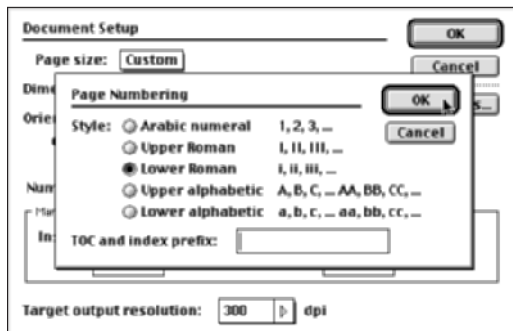 Document Setup
OK
Page size: Custom
Cancel
Dime
Page Numbering
OK
s...
Orie
Style: Arabic numeral 1, 2, 3, ...
Cancel
Upper Roman I, II, III, ...
Lower Roman i, ii, iii, ...
Num
Upper alphabetic A, B, C, ... AA, BB, CC, ...
Lower alphabetic a, b, c, ... aa, bb, cc, ...
In:
TOC and index prefix:
Target output resolution: 300 dpi